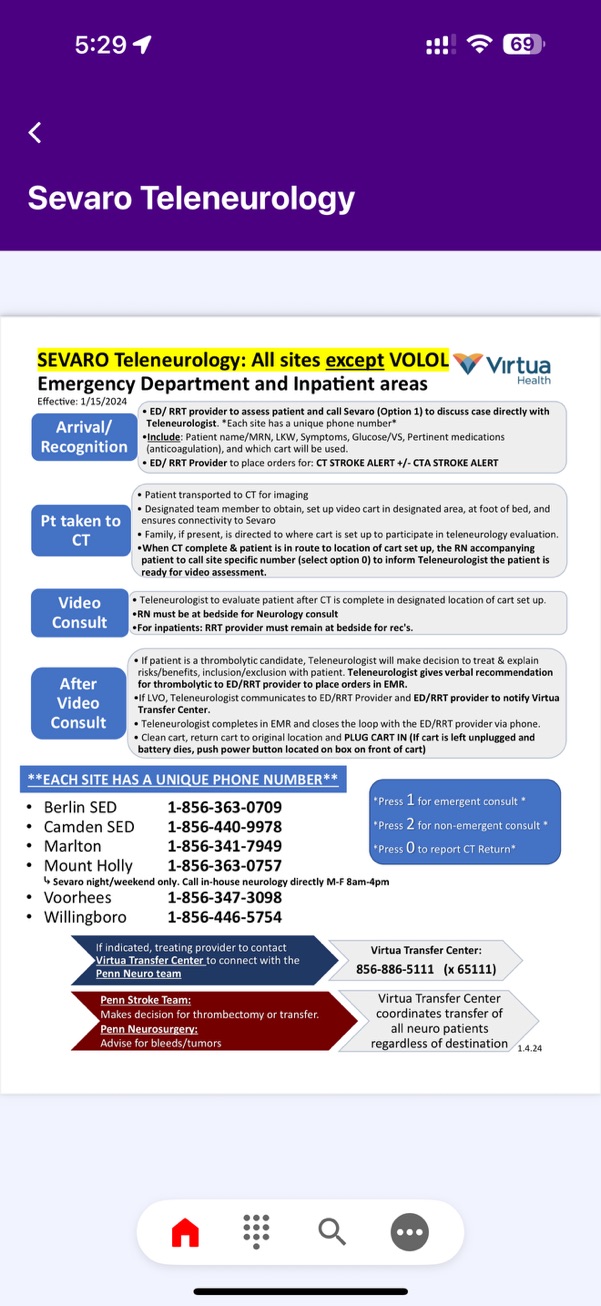 5:29
69
Sevaro Teleneurology
SEVARO Teleneurology: All sites except VOLOL
Virtua
Health
Emergency Department and Inpatient areas
Effective: 1/15/2024
Arrival/
Recognition
• ED/ RRT provider to assess patient and call Sevaro (Option 1) to discuss case directly with
Teleneurologist. *Each site has a unique phone number*
•Include: Patient name/MRN, LKW, Symptoms, Glucose/VS, Pertinent medications
(anticoagulation), and which cart will be used.
• ED/ RRT Provider to place orders for: CT STROKE ALERT +/- CTA STROKE ALERT
Pt taken to
CT
• Patient transported to CT for imaging
• Designated team member to obtain, set up video cart in designated area, at foot of bed, and
ensures connectivity to Sevaro
• Family, if present, is directed to where cart is set up to participate in teleneurology evaluation.
•When CT complete & patient is in route to location of cart set up, the RN accompanying
patient to call site specific number (select option 0) to inform Teleneurologist the patient is
ready for video assessment.
Video
Consult
• Teleneurologist to evaluate patient after CT is complete in designated location of cart set up.
•RN must be at bedside for Neurology consult
•For inpatients: RRT provider must remain at bedside for rec's.
After
Video
Consult
• If patient is a thrombolytic candidate, Teleneurologist will make decision to treat & explain
risks/benefits, inclusion/exclusion with patient. Teleneurologist gives verbal recommendation
for thrombolytic to ED/RRT provider to place orders in EMR.
•If LVO, Teleneurologist communicates to ED/RRT Provider and ED/RRT provider to notify Virtua
Transfer Center.
• Teleneurologist completes in EMR and closes the loop with the ED/RRT provider via phone.
• Clean cart, return cart to original location and PLUG CART IN (If cart is left unplugged and
battery dies, push power button located on box on front of cart)
**EACH SITE HAS A UNIQUE PHONE NUMBER**
• Berlin SED 1-856-363-0709
• Camden SED 1-856-440-9978
• Marlton 1-856-341-7949
• Mount Holly 1-856-363-0757
↳ Sevaro night/weekend only. Call in-house neurology directly M-F 8am-4pm
• Voorhees 1-856-347-3098
• Willingboro 1-856-446-5754
*Press 1 for emergent consult *
*Press 2 for non-emergent consult *
*Press 0 to report CT Return*
If indicated, treating provider to contact
Virtua Transfer Center to connect with the
Penn Neuro team
Virtua Transfer Center:
856-886-5111 (x 65111)
Penn Stroke Team:
Makes decision for thrombectomy or transfer.
Penn Neurosurgery:
Advise for bleeds/tumors
Virtua Transfer Center
coordinates transfer of
all neuro patients
regardless of destination
1.4.24